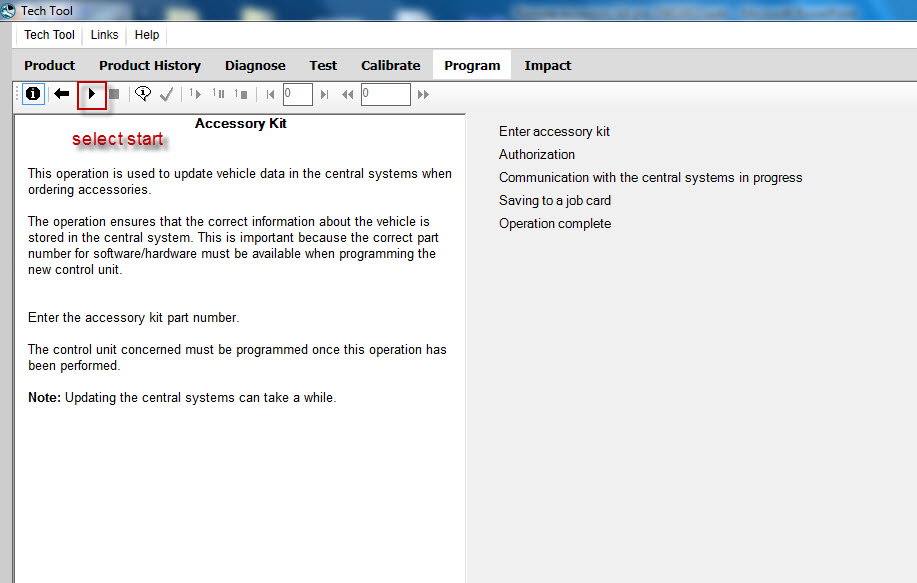 Tech Tool
Tech Tool Links Help
Product Product History Diagnose Test Calibrate Program Impact
0 0
select start
Accessory Kit
This operation is used to update vehicle data in the central systems when
ordering accessories.
The operation ensures that the correct information about the vehicle is
stored in the central system. This is important because the correct part
number for software/hardware must be available when programming the
new control unit.
Enter the accessory kit part number.
The control unit concerned must be programmed once this operation has
been performed.
Note: Updating the central systems can take a while.
Enter accessory kit
Authorization
Communication with the central systems in progress
Saving to a job card
Operation complete